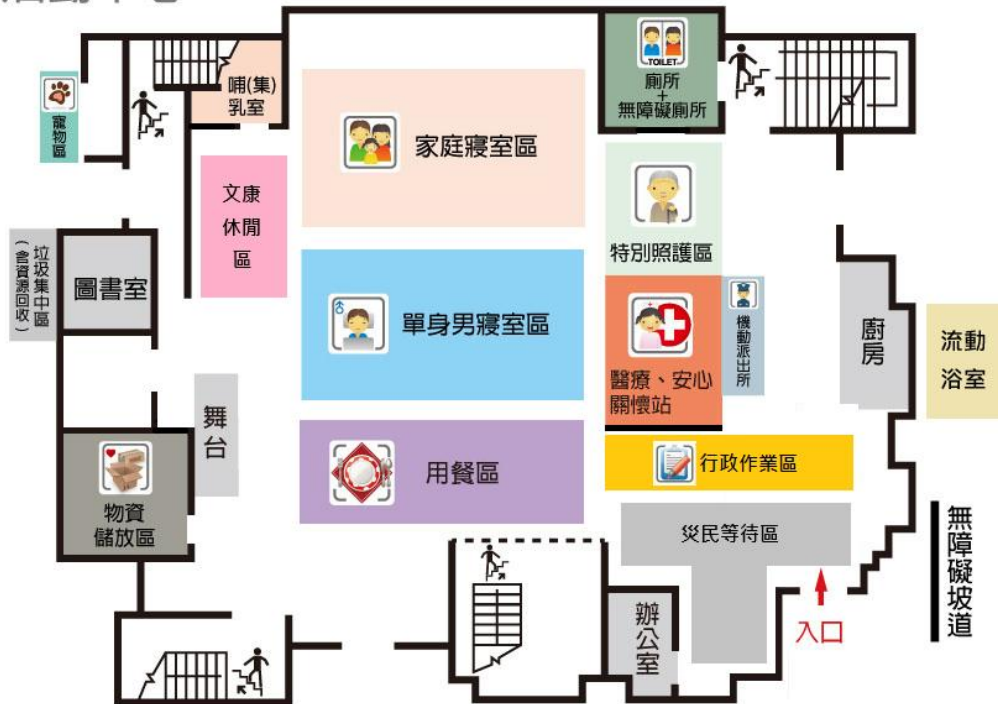 活動中心
TOILET
廁所
+
無障礙廁所
哺(集)
乳室
寵物區
家庭寢室區
文康
休閒
區
特別照護區
垃圾集中區
(含資源回收)
圖書室
單身男寢室區
醫療、安心
關懷站
機動派出所
廚房
流動
浴室
舞台
用餐區
行政作業區
物資
儲放區
災民等待區
無障礙坡道
辦公室
入口